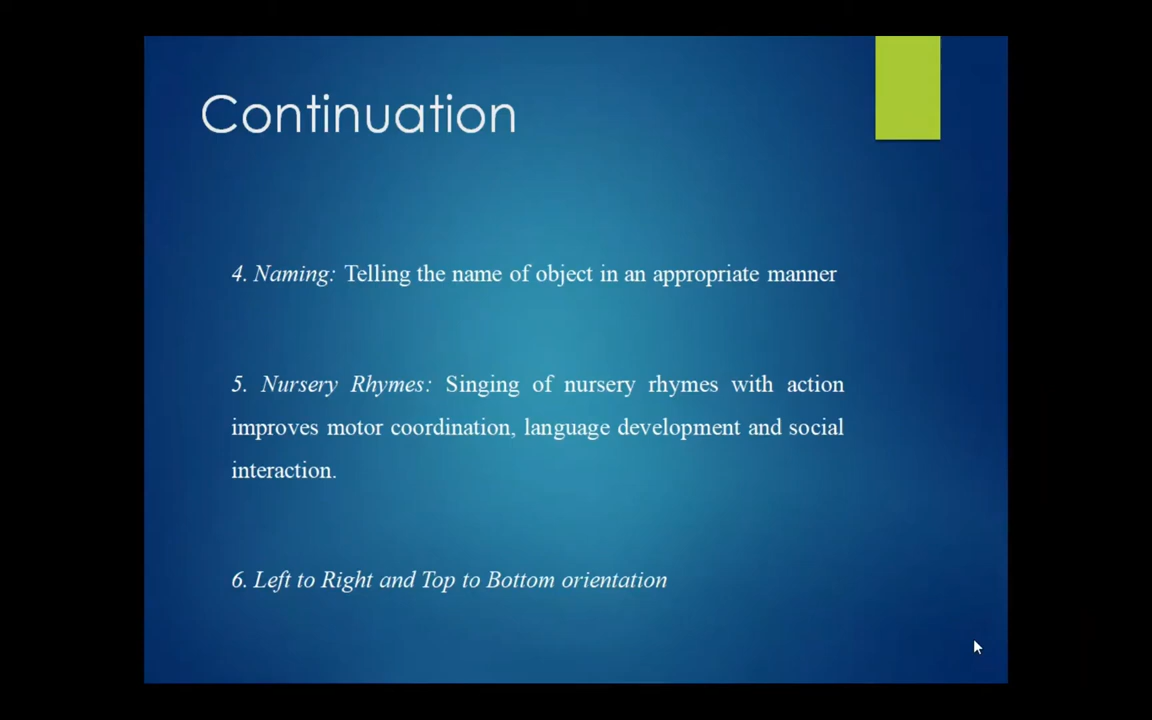 Continuation
4. Naming: Telling the name of object in an appropriate manner
5. Nursery Rhymes: Singing of nursery rhymes with action
improves motor coordination, language development and social
interaction.
6. Left to Right and Top to Bottom orientation